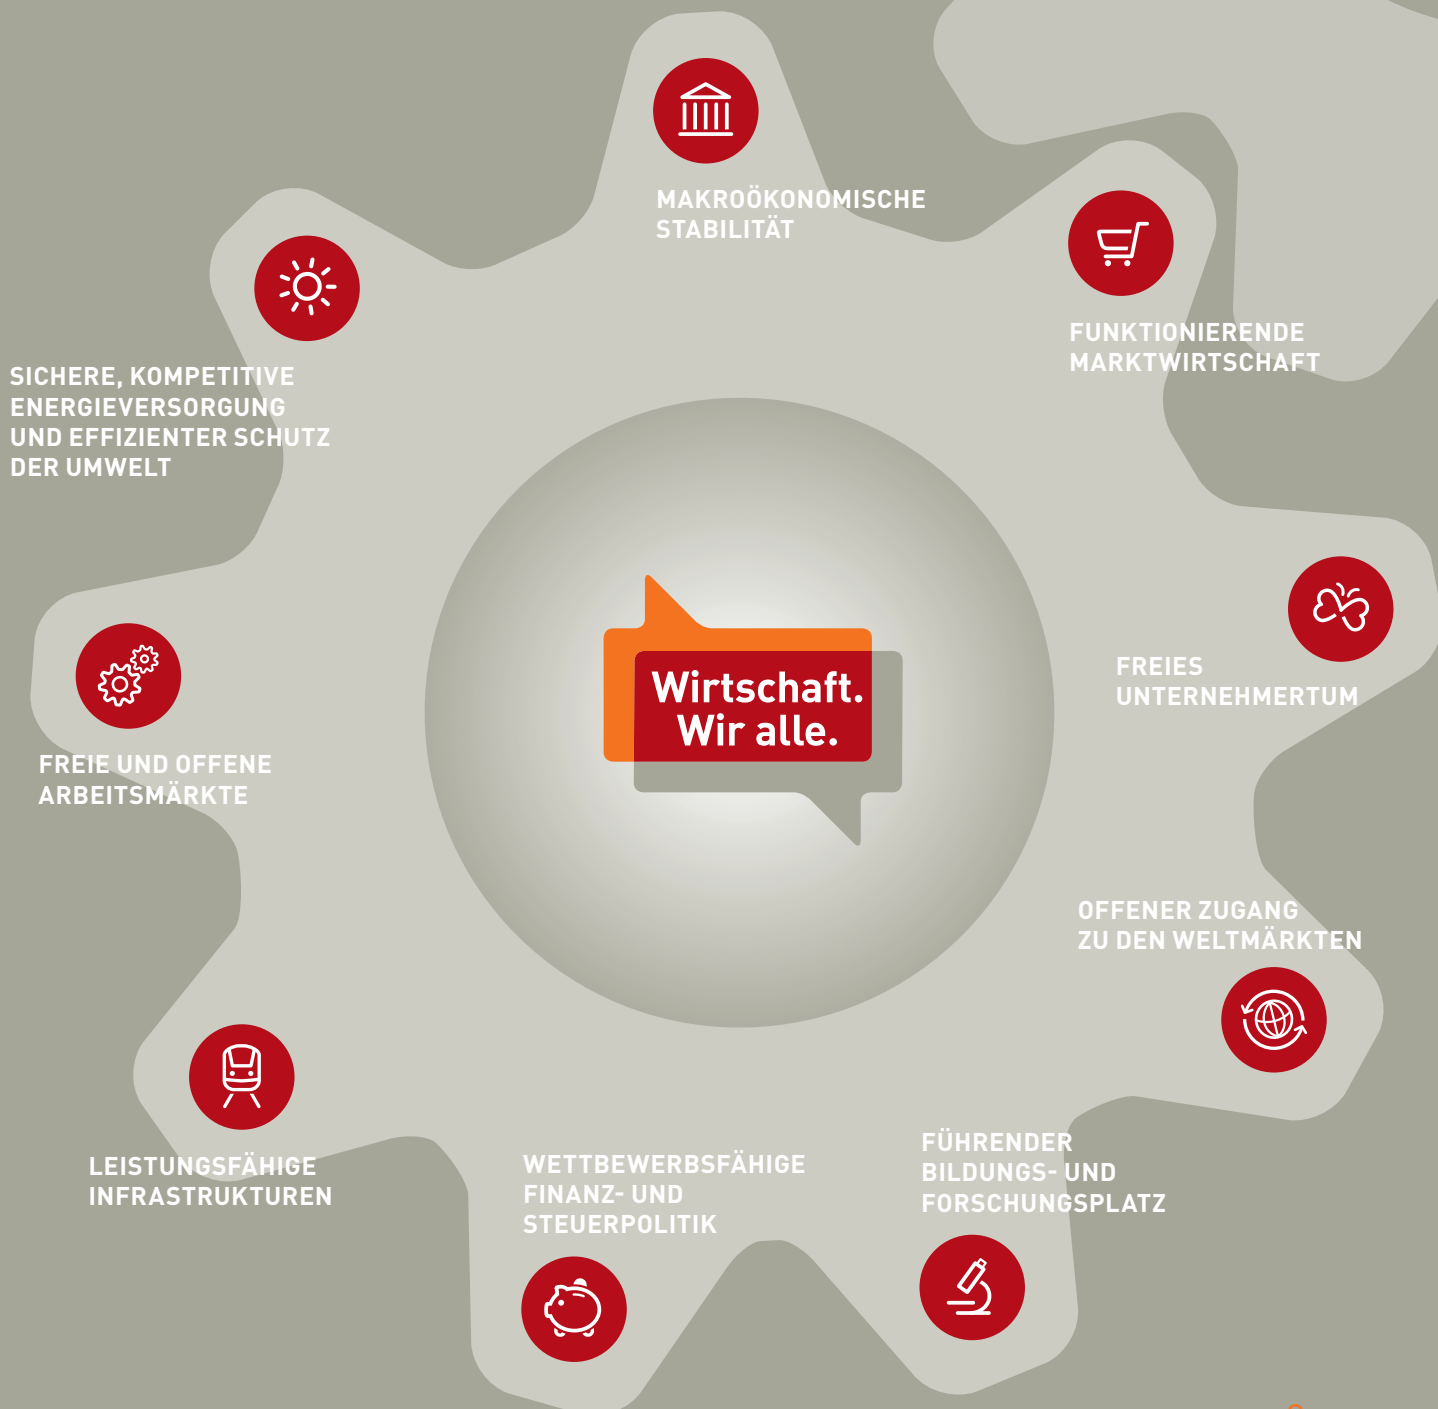 MAKROÖKONOMISCHE
STABILITÄT
FUNKTIONIERENDE
MARKTWIRTSCHAFT
SICHERE, KOMPETITIVE
ENERGIEVERSORGUNG
UND EFFIZIENTER SCHUTZ
DER UMWELT
Wirtschaft.
Wir alle.
FREIES
UNTERNEHMERTUM
FREIE UND OFFENE
ARBEITSMÄRKTE
OFFENER ZUGANG
ZU DEN WELTMÄRKTEN
LEISTUNGSFÄHIGE
INFRASTRUKTUREN
WETTBEWERBSFÄHIGE
FINANZ- UND
STEUERPOLITIK
FÜHRENDER
BILDUNGS- UND
FORSCHUNGSPLATZ